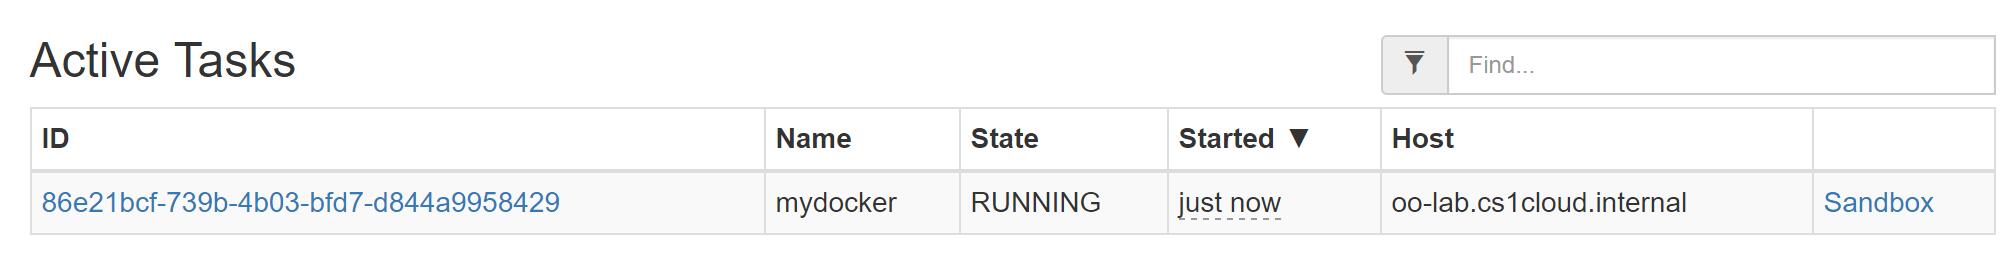 Active Tasks
Find...
ID Name State Started ▼ Host
86e21bcf-739b-4b03-bfd7-d844a9958429 mydocker RUNNING just now oo-lab.cs1cloud.internal Sandbox